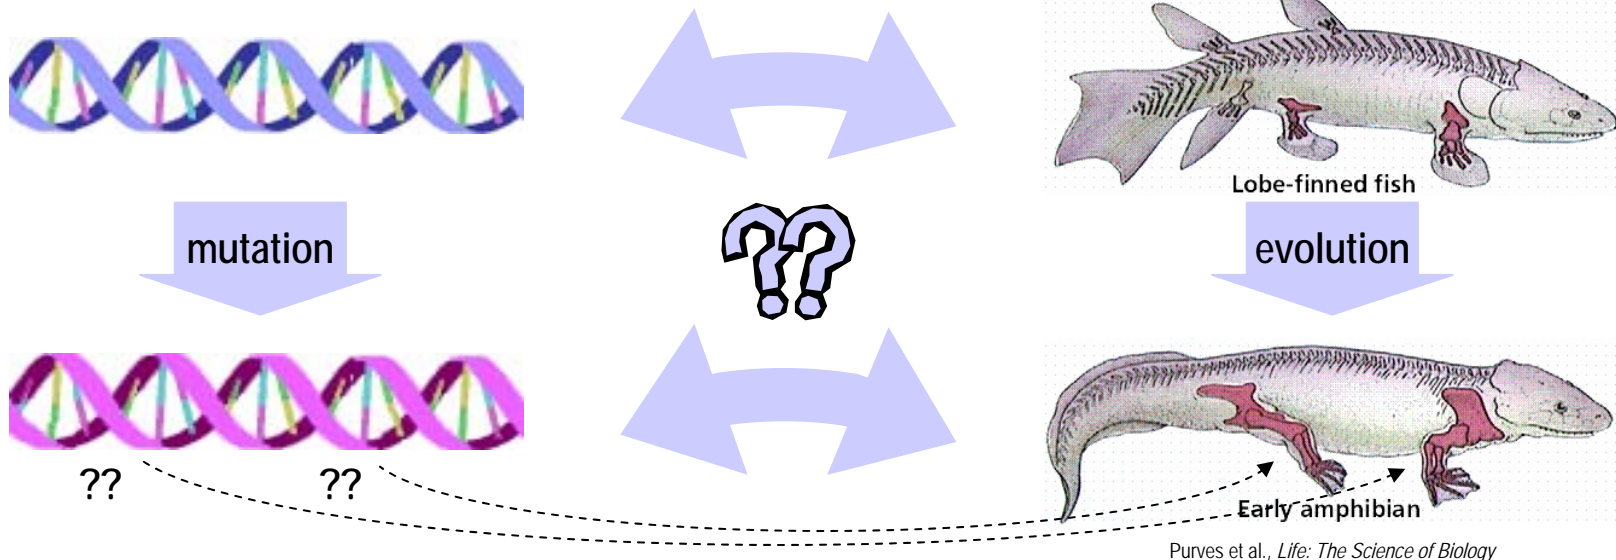 Lobe-finned fish
mutation
??
evolution
?? ??
Early amphibian
Purves et al., Life: The Science of Biology